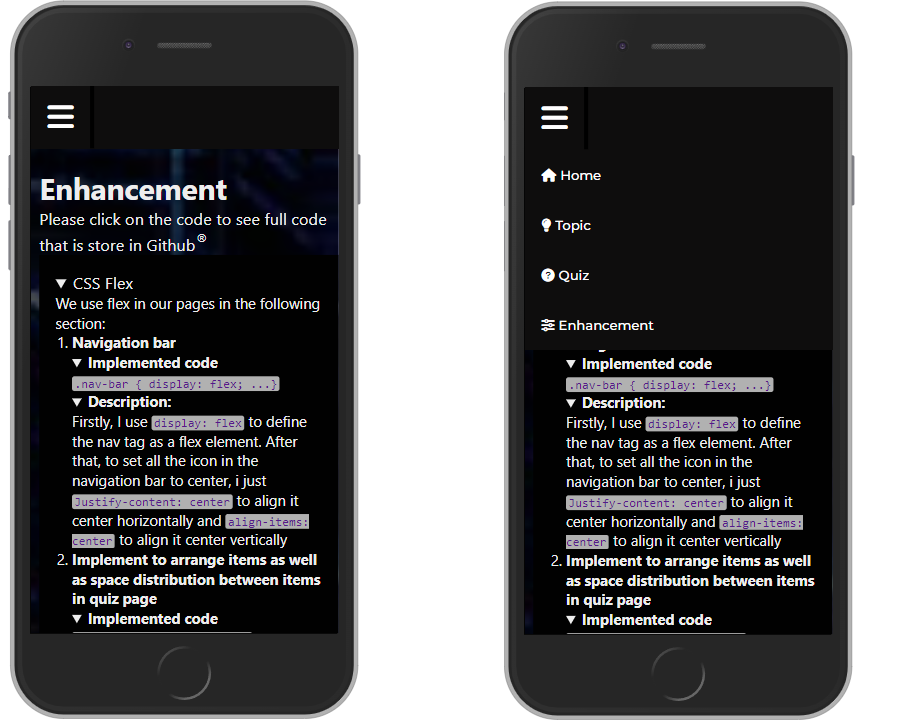 Enhancement
Please click on the code to see full code
that is store in Github®
▼ CSS Flex
We use flex in our pages in the following
section:
1. Navigation bar
▼ Implemented code
.nav-bar { display: flex; ...}
▼ Description:
Firstly, I use display: flex to define
the nav tag as a flex element. After
that, to set all the icon in the
navigation bar to center, i just
Justify-content: center to align it
center horizontally and align-items:
center to align it center vertically
2. Implement to arrange items as well
as space distribution between items
in quiz page
▼ Implemented code
Home
Topic
Quiz
Enhancement
▼ Implemented code
.nav-bar { display: flex; ...}
▼ Description:
Firstly, I use display: flex to define
the nav tag as a flex element. After
that, to set all the icon in the
navigation bar to center, i just
Justify-content: center to align it
center horizontally and align-items:
center to align it center vertically
2. Implement to arrange items as well
as space distribution between items
in quiz page
▼ Implemented code